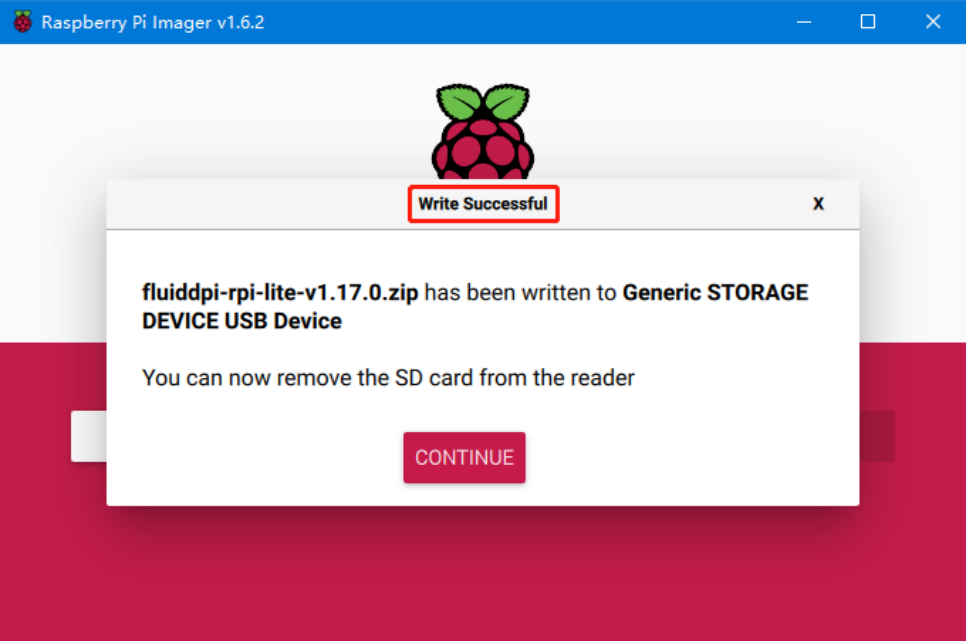 Raspberry Pi Imager v1.6.2
Write Successful
X
fluiddpi-rpi-lite-v1.17.0.zip has been written to Generic STORAGE
DEVICE USB Device
You can now remove the SD card from the reader
CONTINUE